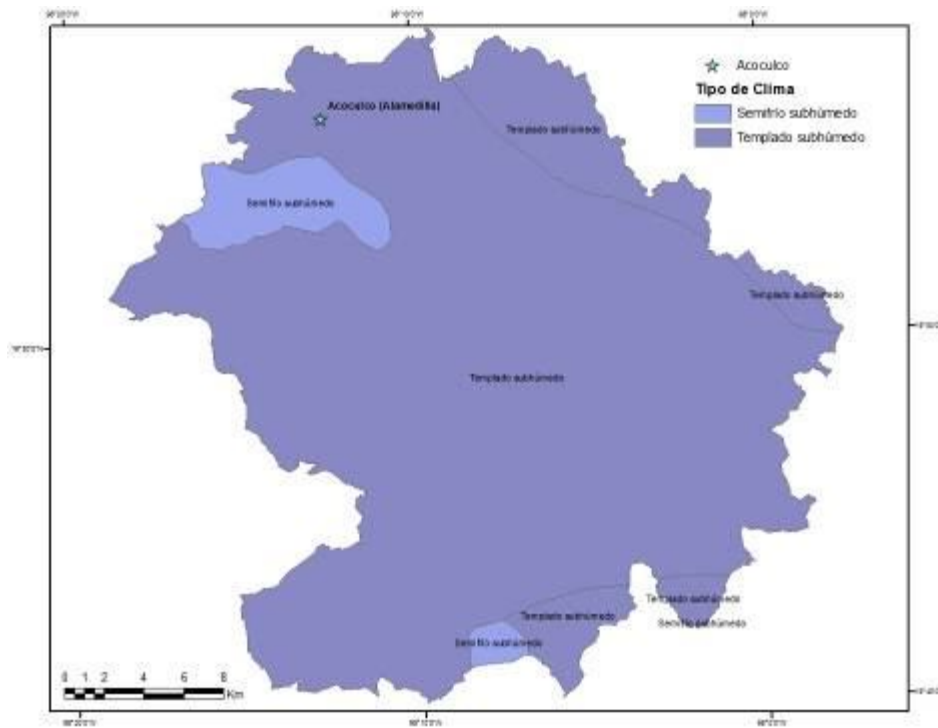 Acoculco
Tipo de Clima
Semifrío subhúmedo
Templado subhúmedo
Acoculco (Alamedilla)
Templado subhúmedo
Semifrío subhúmedo
Templado subhúmedo
Templado subhúmedo
Templado subhúmedo
Templado subhúmedo
Semifrío subhúmedo
Semifrío subhúmedo
0 1 2 4 6 8
Km